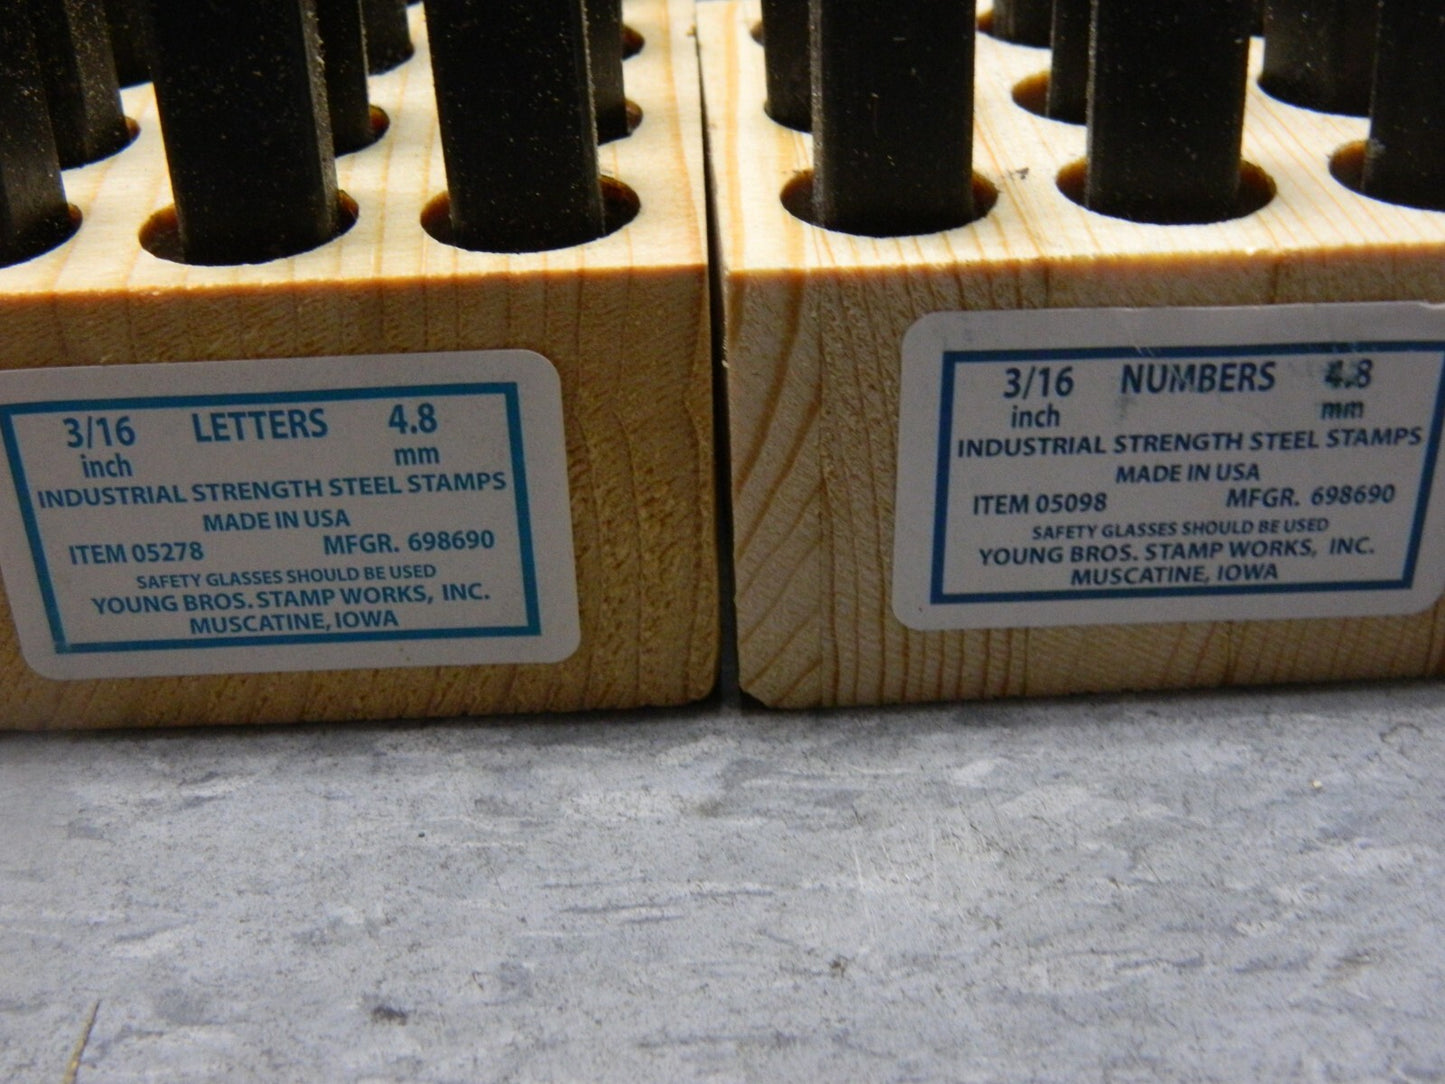 3/16 LETTERS 4.8
inch mm
INDUSTRIAL STRENGTH STEEL STAMPS
MADE IN USA
ITEM 05278 MFGR. 698690
SAFETY GLASSES SHOULD BE USED
YOUNG BROS. STAMP WORKS, INC.
MUSCATINE, IOWA
3/16 NUMBERS 4.8
inch mm
INDUSTRIAL STRENGTH STEEL STAMPS
MADE IN USA
ITEM 05098 MFGR. 698690
SAFETY GLASSES SHOULD BE USED
YOUNG BROS. STAMP WORKS, INC.
MUSCATINE, IOWA